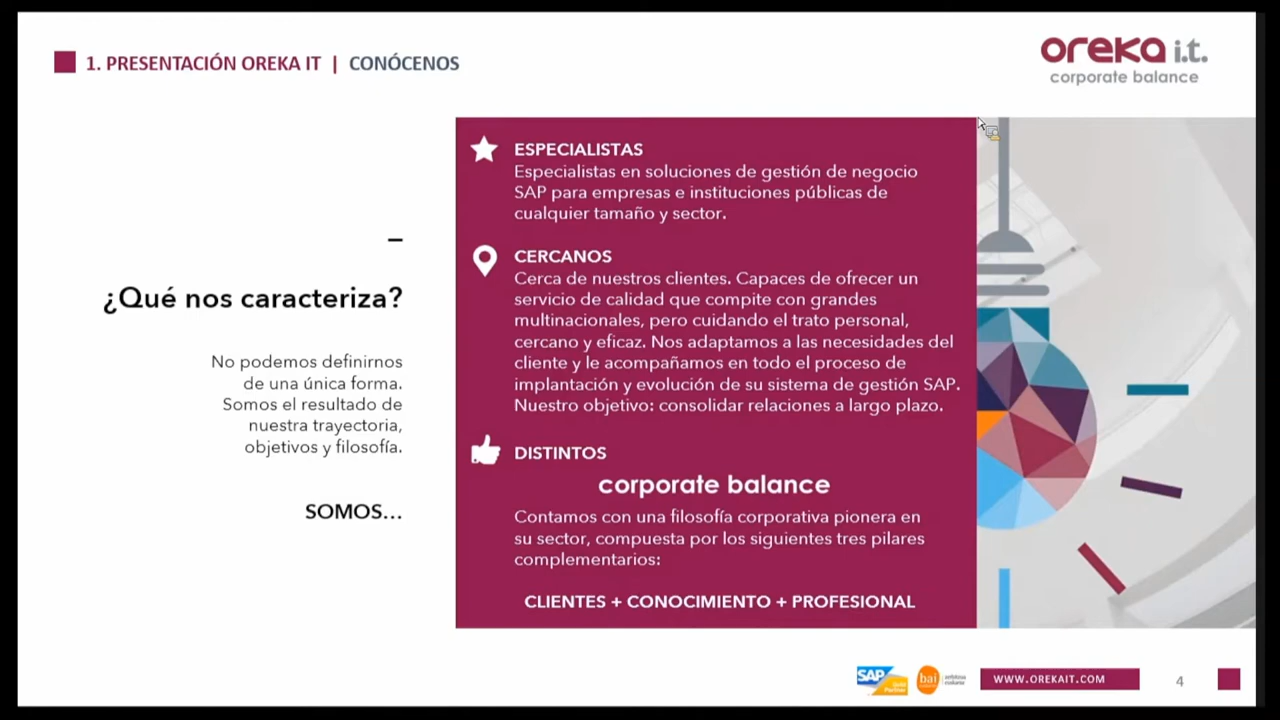 1. PRESENTACIÓN OREKA IT | CONÓCENOS
oreka i.t.
corporate balance
–
¿Qué nos caracteriza?
No podemos definirnos
de una única forma.
Somos el resultado de
nuestra trayectoria,
objetivos y filosofía.
SOMOS...
ESPECIALISTAS
Especialistas en soluciones de gestión de negocio
SAP para empresas e instituciones públicas de
cualquier tamaño y sector.
CERCANOS
Cerca de nuestros clientes. Capaces de ofrecer un
servicio de calidad que compite con grandes
multinacionales, pero cuidando el trato personal,
cercano y eficaz. Nos adaptamos a las necesidades del
cliente y le acompañamos en todo el proceso de
implantación y evolución de su sistema de gestión SAP.
Nuestro objetivo: consolidar relaciones a largo plazo.
DISTINTOS
corporate balance
Contamos con una filosofía corporativa pionera en
su sector, compuesta por los siguientes tres pilares
complementarios:
CLIENTES + CONOCIMIENTO + PROFESIONAL
SAP
Gold
Partner
bai
WWW.OREKAIT.COM
4